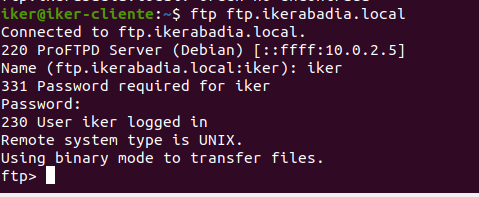 iker@iker-cliente:~$ ftp ftp.ikerabadia.local
Connected to ftp.ikerabadia.local.
220 ProFTPD Server (Debian) [::ffff:10.0.2.5]
Name (ftp.ikerabadia.local:iker): iker
331 Password required for iker
Password:
230 User iker logged in
Remote system type is UNIX.
Using binary mode to transfer files.
ftp>